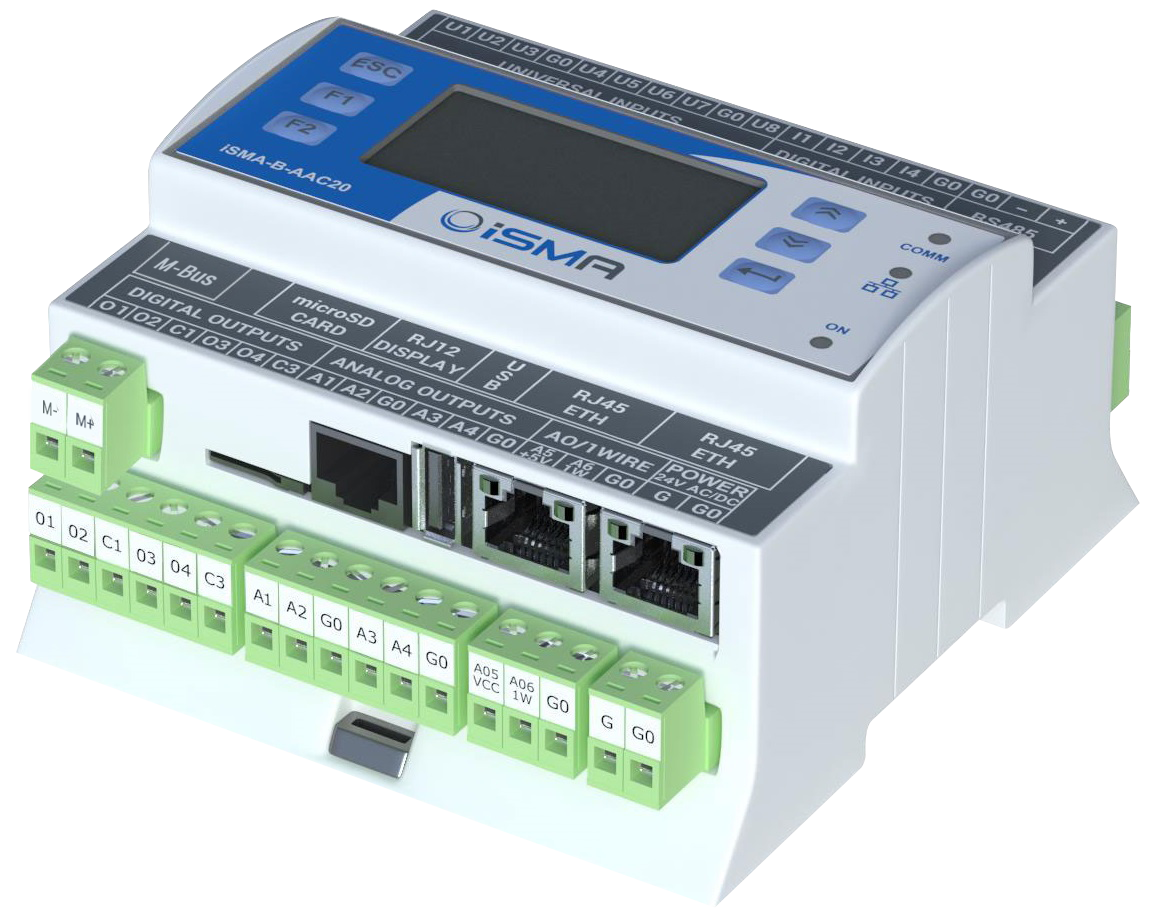 U1 U2 U3 G0 U4 U5 U6 U7 G0 U8 I1 I2 I3 I4 G0 G0 − +
UNIVERSAL INPUTS DIGITAL INPUTS RS485
ESC
F1
F2
iSMA-B-AAC20
iSMA
COMM
ON
M-Bus microSD CARD RJ12 DISPLAY USB RJ45 ETH RJ45 ETH
DIGITAL OUTPUTS ANALOG OUTPUTS AO/1WIRE POWER 24V AC/DC
O1 O2 C1 O3 O4 C3 A1 A2 G0 A3 A4 G0 A5 +5V A6 1W G0 G G0
M- M+
O1 O2 C1 O3 O4 C3
A1 A2 G0 A3 A4 G0
A05 VCC A06 1W G0
G G0